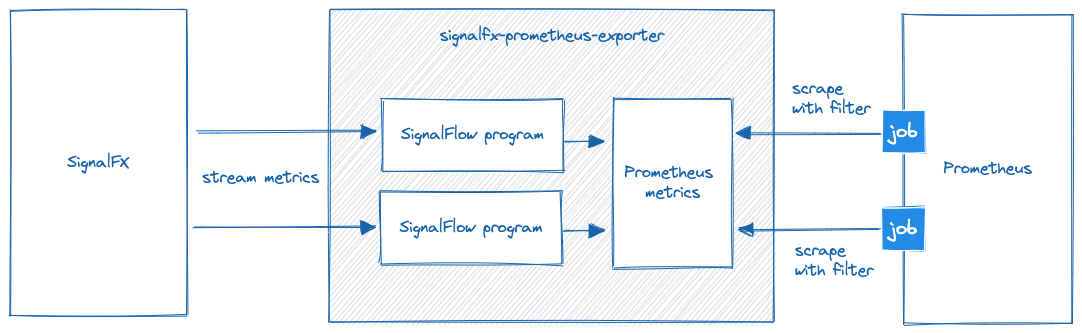 signalfx-prometheus-exporter
SignalFX
stream metrics
SignalFlow program
SignalFlow program
Prometheus
metrics
scrape
with filter
scrape
with filter
job
job
Prometheus